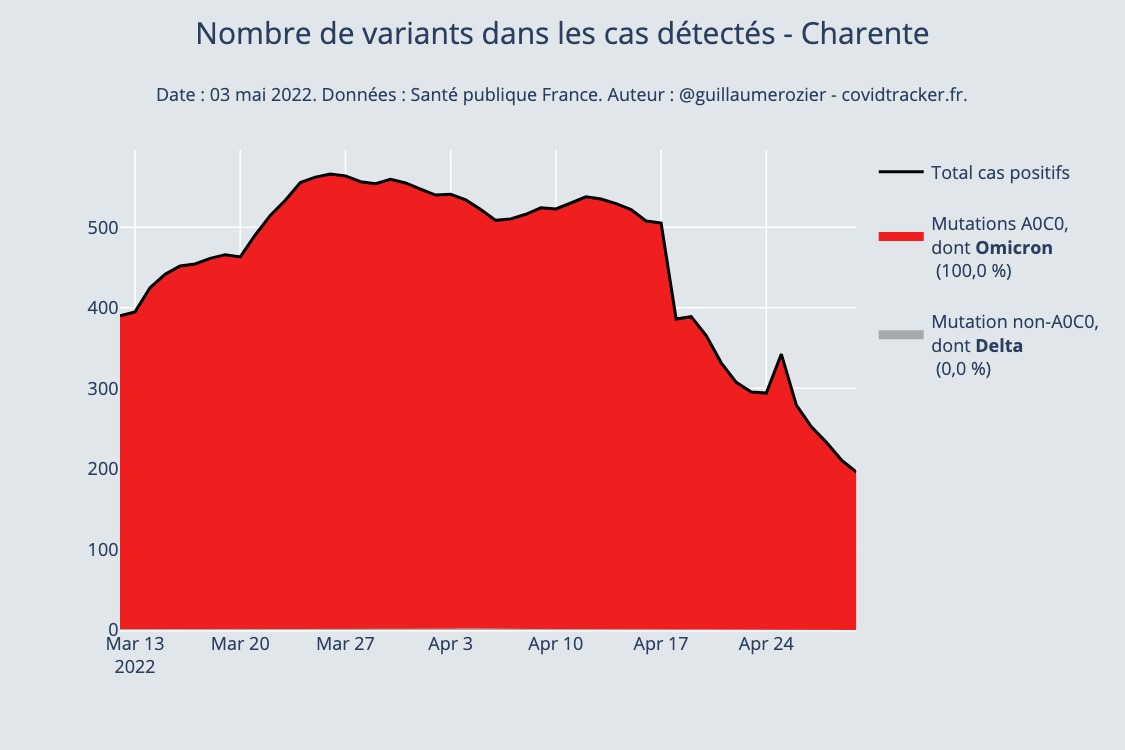 Nombre de variants dans les cas détectés - Charente
Date : 03 mai 2022. Données : Santé publique France. Auteur : @guillaumerozier - covidtracker.fr.
Total cas positifs
Mutations A0C0,
dont Omicron
(100,0 %)
Mutation non-A0C0,
dont Delta
(0,0 %)
500
400
300
200
100
0
Mar 13 Mar 20 Mar 27 Apr 3 Apr 10 Apr 17 Apr 24
2022